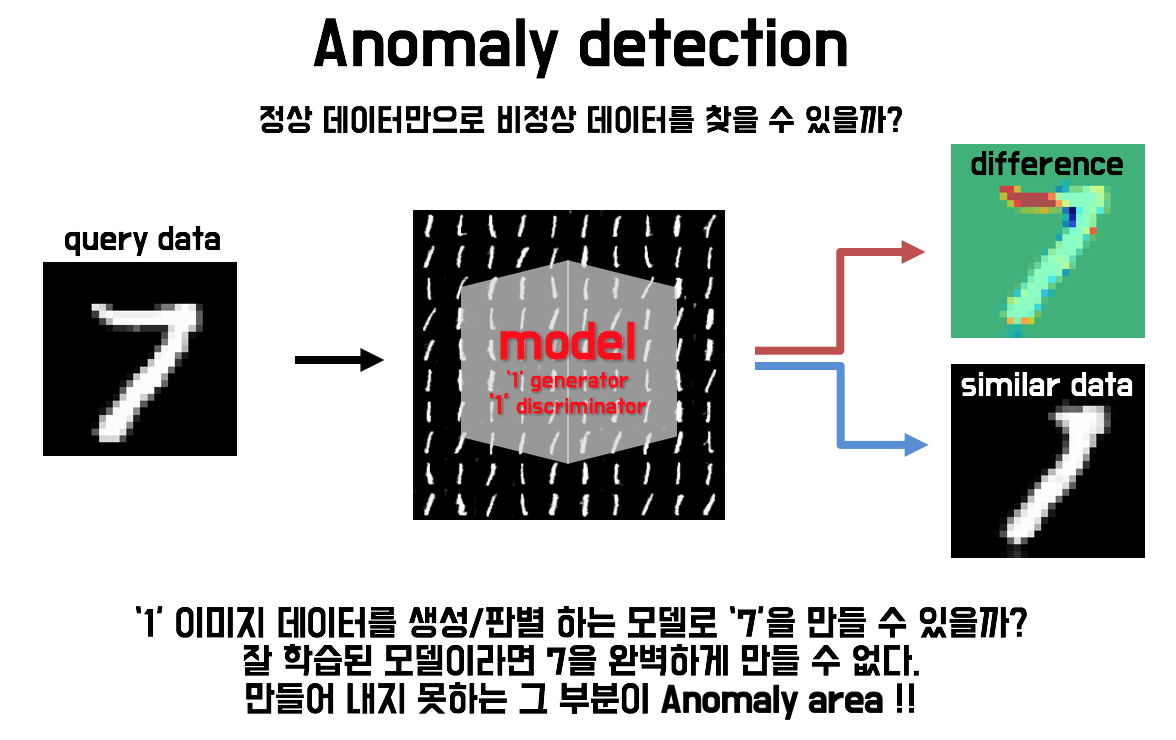 Anomaly detection
정상 데이터만으로 비정상 데이터를 찾을 수 있을까?
query data
model
'1' generator
'1' discriminator
difference
similar data
'1' 이미지 데이터를 생성/판별 하는 모델로 '7'을 만들 수 있을까?
잘 학습된 모델이라면 7을 완벽하게 만들 수 없다.
만들어 내지 못하는 그 부분이 Anomaly area !!